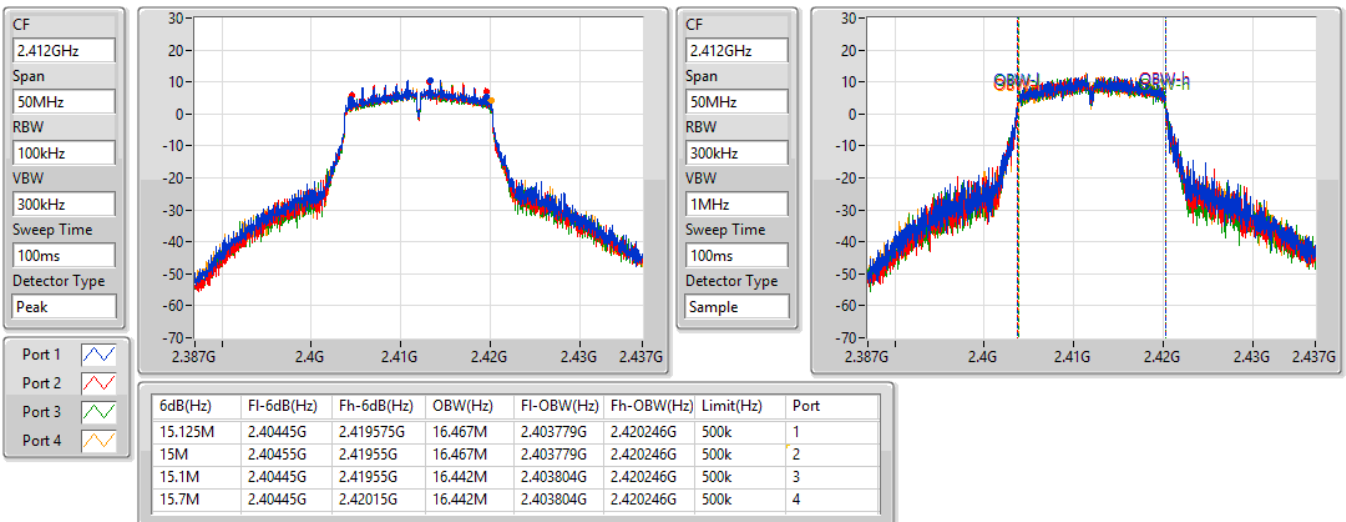 CF
2.412GHz
Span
50MHz
RBW
100kHz
VBW
300kHz
Sweep Time
100ms
Detector Type
Peak
30
20
10
0
-10
-20
-30
-40
-50
-60
-70
2.387G 2.4G 2.41G 2.42G 2.43G 2.437G
CF
2.412GHz
Span
50MHz
RBW
300kHz
VBW
1MHz
Sweep Time
100ms
Detector Type
Sample
30
20
10
0
-10
-20
-30
-40
-50
-60
-70
OBW-l OBW-h
2.387G 2.4G 2.41G 2.42G 2.43G 2.437G
Port 1
Port 2
Port 3
Port 4
6dB(Hz) Fl-6dB(Hz) Fh-6dB(Hz) OBW(Hz) Fl-OBW(Hz) Fh-OBW(Hz) Limit(Hz) Port
15.125M 2.40445G 2.419575G 16.467M 2.403779G 2.420246G 500k 1
15M 2.40455G 2.41955G 16.467M 2.403779G 2.420246G 500k 2
15.1M 2.40445G 2.41955G 16.442M 2.403804G 2.420246G 500k 3
15.7M 2.40445G 2.42015G 16.442M 2.403804G 2.420246G 500k 4